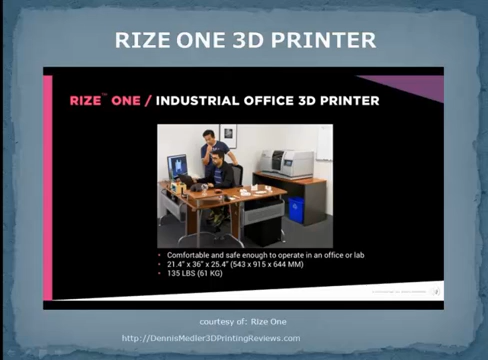 RIZE ONE 3D PRINTER
RIZE™ ONE / INDUSTRIAL OFFICE 3D PRINTER
• Comfortable and safe enough to operate in an office or lab
• 21.4" x 36" x 25.4" (543 x 915 x 644 MM)
• 135 LBS (61 KG)
courtesy of: Rize One
http://DennisMedler3DPrintingReviews.com